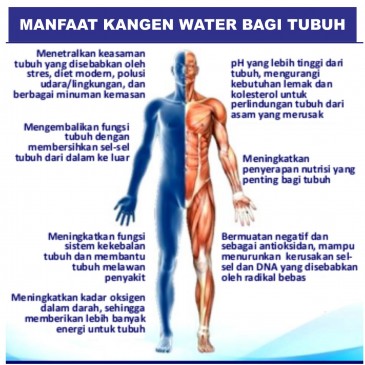 MANFAAT KANGEN WATER BAGI TUBUH
Menetralkan keasaman
tubuh yang disebabkan oleh
stres, diet modern, polusi
udara/lingkungan, dan
berbagai minuman kemasan
Mengembalikan fungsi
tubuh dengan
membersihkan sel-sel
tubuh dari dalam ke luar
Meningkatkan fungsi
sistem kekebalan
tubuh dan membantu
tubuh melawan
penyakit
Meningkatkan kadar oksigen
dalam darah, sehingga
memberikan lebih banyak
energi untuk tubuh
pH yang lebih tinggi dari
tubuh, mengurangi
kebutuhan lemak dan
kolesterol untuk
perlindungan tubuh dari
asam yang merusak
Meningkatkan
penyerapan nutrisi yang
penting bagi tubuh
Bermuatan negatif dan
sebagai antioksidan, mampu
menurunkan kerusakan sel-
sel dan DNA yang disebabkan
oleh radikal bebas